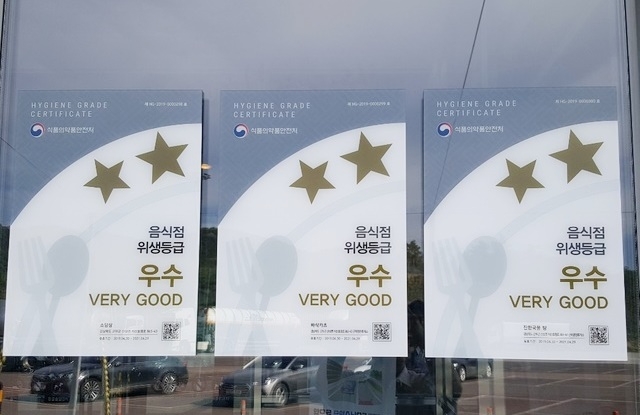 HYGIENE GRADE
CERTIFICATE
식품의약품안전처
음식점
위생등급
우수
VERY GOOD
HYGIENE GRADE
CERTIFICATE
식품의약품안전처
음식점
위생등급
우수
VERY GOOD
HYGIENE GRADE
CERTIFICATE
식품의약품안전처
음식점
위생등급
우수
VERY GOOD